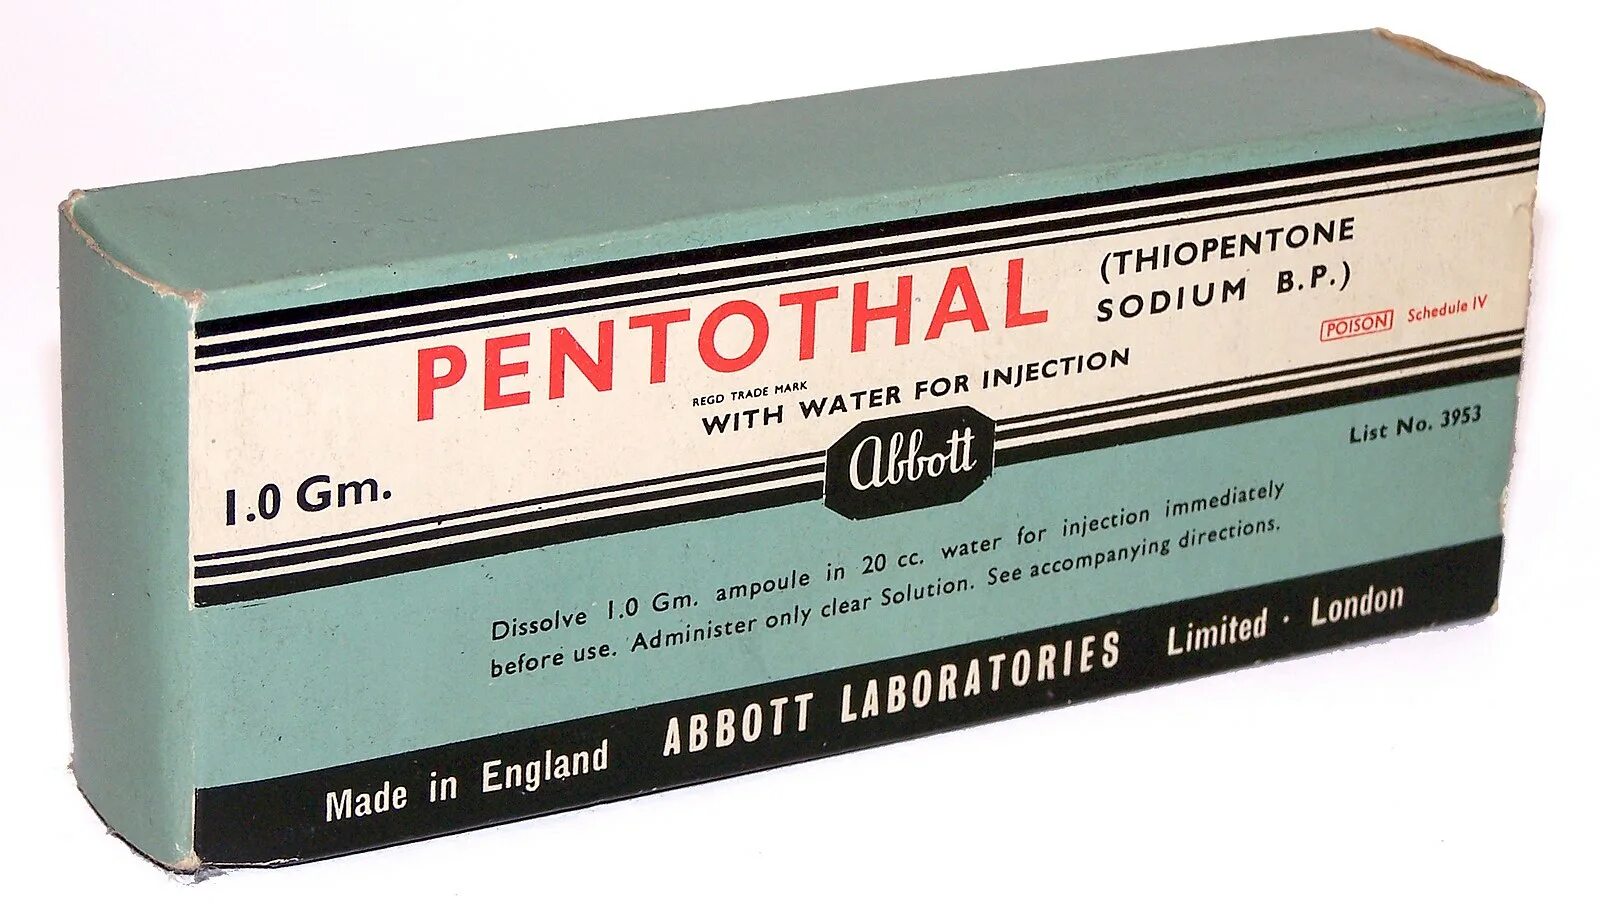 PENTOTHAL
(THIOPENTONE
SODIUM B.P.)
POISON Schedule IV
REGD TRADE MARK
WITH WATER FOR INJECTION
1.0 Gm.
abbott
List No. 3953
Dissolve 1.0 Gm. ampoule in 20 cc. water for injection immediately
before use. Administer only clear Solution. See accompanying directions.
Made in England ABBOTT LABORATORIES Limited · London